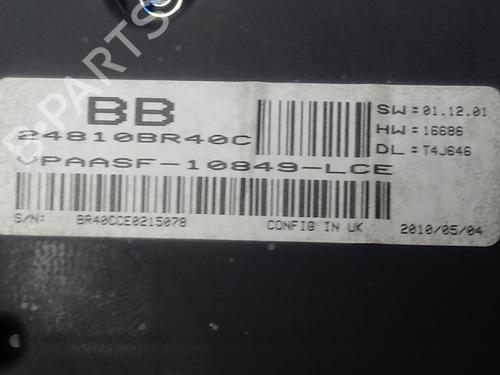 B-PARTS
BB
24810BR40C
VPAASF-10849-LCE
SW:01.12.01
HW:16686
DL:T4J646
S/N: BR40CCE0215078 CONFIG IN UK 2010/05/04